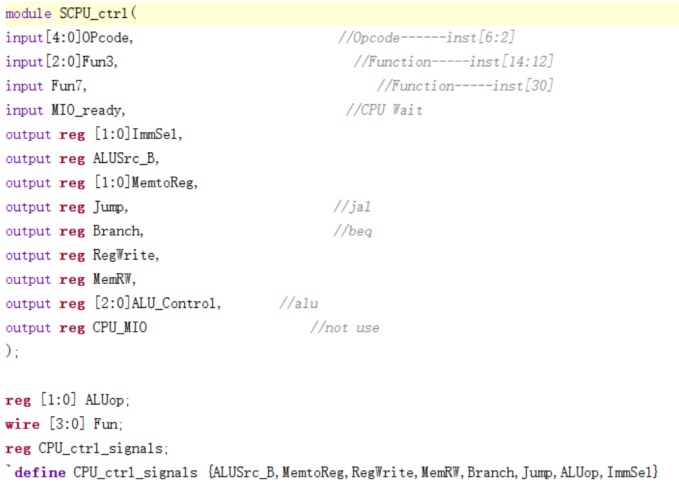 module SCPU_ctrl(
input[4:0]OPcode, //Opcode------inst[6:2]
input[2:0]Fun3, //Function-----inst[14:12]
input Fun7, //Function-----inst[30]
input MIO_ready, //CPU Wait
output reg [1:0]ImmSel,
output reg ALUSrc_B,
output reg [1:0]MemtoReg,
output reg Jump, //jal
output reg Branch, //beq
output reg RegWrite,
output reg MemRW,
output reg [2:0]ALU_Control, //alu
output reg CPU_MIO //not use
);
reg [1:0] ALUop;
wire [3:0] Fun;
reg CPU_ctrl_signals;
`define CPU_ctrl_signals {ALUSrc_B,MemtoReg,RegWrite,MemRW,Branch,Jump,ALUop,ImmSel}